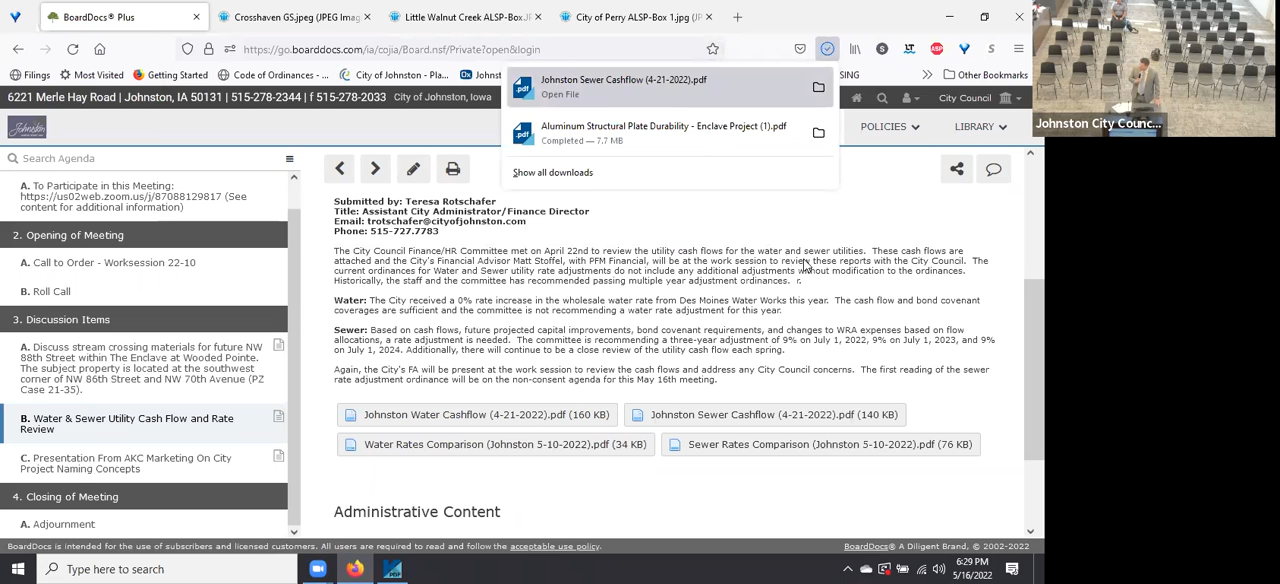 BoardDocs® Plus
Crosshaven GS.jpeg (JPEG Imag
Little Walnut Creek ALSP-Box.J
City of Perry ALSP-Box 1.jpg (JP
https://go.boarddocs.com/ia/cojia/Board.nsf/Private?open&login
Filings
Most Visited
Getting Started
Code of Ordinances -...
City of Johnston - Pla...
Johnst
SING
Other Bookmarks
Johnston Sewer Cashflow (4-21-2022).pdf
Open File
Aluminum Structural Plate Durability - Enclave Project (1).pdf
Completed — 7.7 MB
Show all downloads
6221 Merle Hay Road | Johnston, IA 50131 | 515-278-2344 | f 515-278-2033
City of Johnston, Iowa
City Council
Johnston City Counc...
POLICIES
LIBRARY
Search Agenda
A. To Participate in this Meeting:
https://us02web.zoom.us/j/87088129817 (See
content for additional information)
2. Opening of Meeting
A. Call to Order - Worksession 22-10
B. Roll Call
3. Discussion Items
A. Discuss stream crossing materials for future NW
88th Street within The Enclave at Wooded Pointe.
The subject property is located at the southwest
corner of NW 86th Street and NW 70th Avenue (PZ
Case 21-35).
B. Water & Sewer Utility Cash Flow and Rate
Review
C. Presentation From AKC Marketing On City
Project Naming Concepts
4. Closing of Meeting
A. Adjournment
Submitted by: Teresa Rotschafer
Title: Assistant City Administrator/Finance Director
Email: trotschafer@cityofjohnston.com
Phone: 515-727.7783
The City Council Finance/HR Committee met on April 22nd to review the utility cash flows for the water and sewer utilities. These cash flows are
attached and the City's Financial Advisor Matt Stoffel, with PFM Financial, will be at the work session to review these reports with the City Council. The
current ordinances for Water and Sewer utility rate adjustments do not include any additional adjustments without modification to the ordinances.
Historically, the staff and the committee has recommended passing multiple year adjustment ordinances. r.
Water: The City received a 0% rate increase in the wholesale water rate from Des Moines Water Works this year. The cash flow and bond covenant
coverages are sufficient and the committee is not recommending a water rate adjustment for this year.
Sewer: Based on cash flows, future projected capital improvements, bond covenant requirements, and changes to WRA expenses based on flow
allocations, a rate adjustment is needed. The committee is recommending a three-year adjustment of 9% on July 1, 2022, 9% on July 1, 2023, and 9%
on July 1, 2024. Additionally, there will continue to be a close review of the utility cash flow each spring.
Again, the City's FA will be present at the work session to review the cash flows and address any City Council concerns. The first reading of the sewer
rate adjustment ordinance will be on the non-consent agenda for this May 16th meeting.
Johnston Water Cashflow (4-21-2022).pdf (160 KB)
Johnston Sewer Cashflow (4-21-2022).pdf (140 KB)
Water Rates Comparison (Johnston 5-10-2022).pdf (34 KB)
Sewer Rates Comparison (Johnston 5-10-2022).pdf (76 KB)
Administrative Content
BoardDocs is intended for the use of subscribers and licensed customers. All users are required to read and follow the acceptable use policy.
BoardDocs® A Diligent Brand, © 2002-2022
Type here to search
6:29 PM
5/16/2022